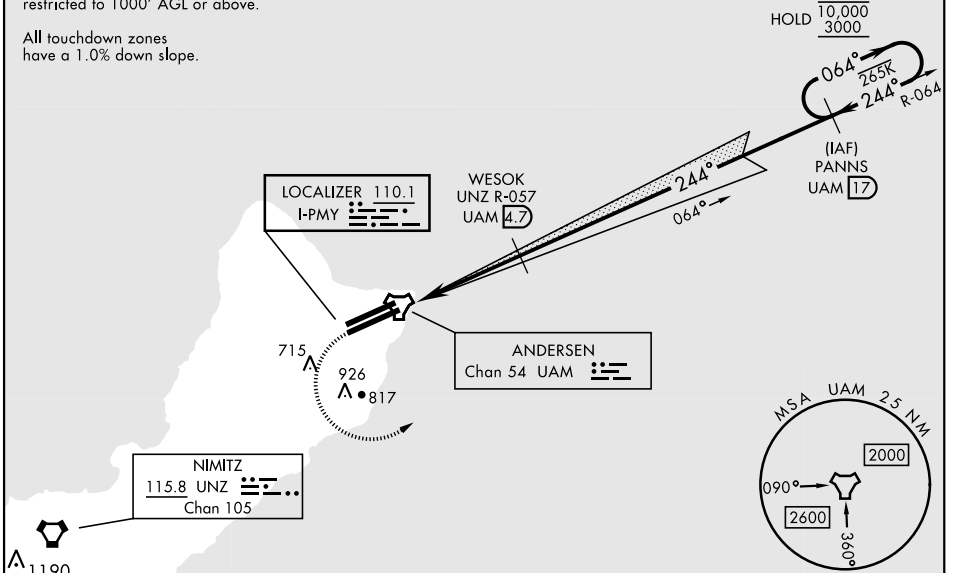 restricted to 1000' AGL or above.
All touchdown zones
have a 1.0% down slope.
HOLD 10,000
3000
064°
265K
244°
R-064
(IAF)
PANNS
UAM 17
WESOK
UNZ R-057
UAM 4.7
244°
064°
LOCALIZER 110.1
I-PMY
ANDERSEN
Chan 54 UAM
715
926
817
NIMITZ
115.8 UNZ
Chan 105
1190
MSA UAM 25 NM
2000
090°
2600
360°